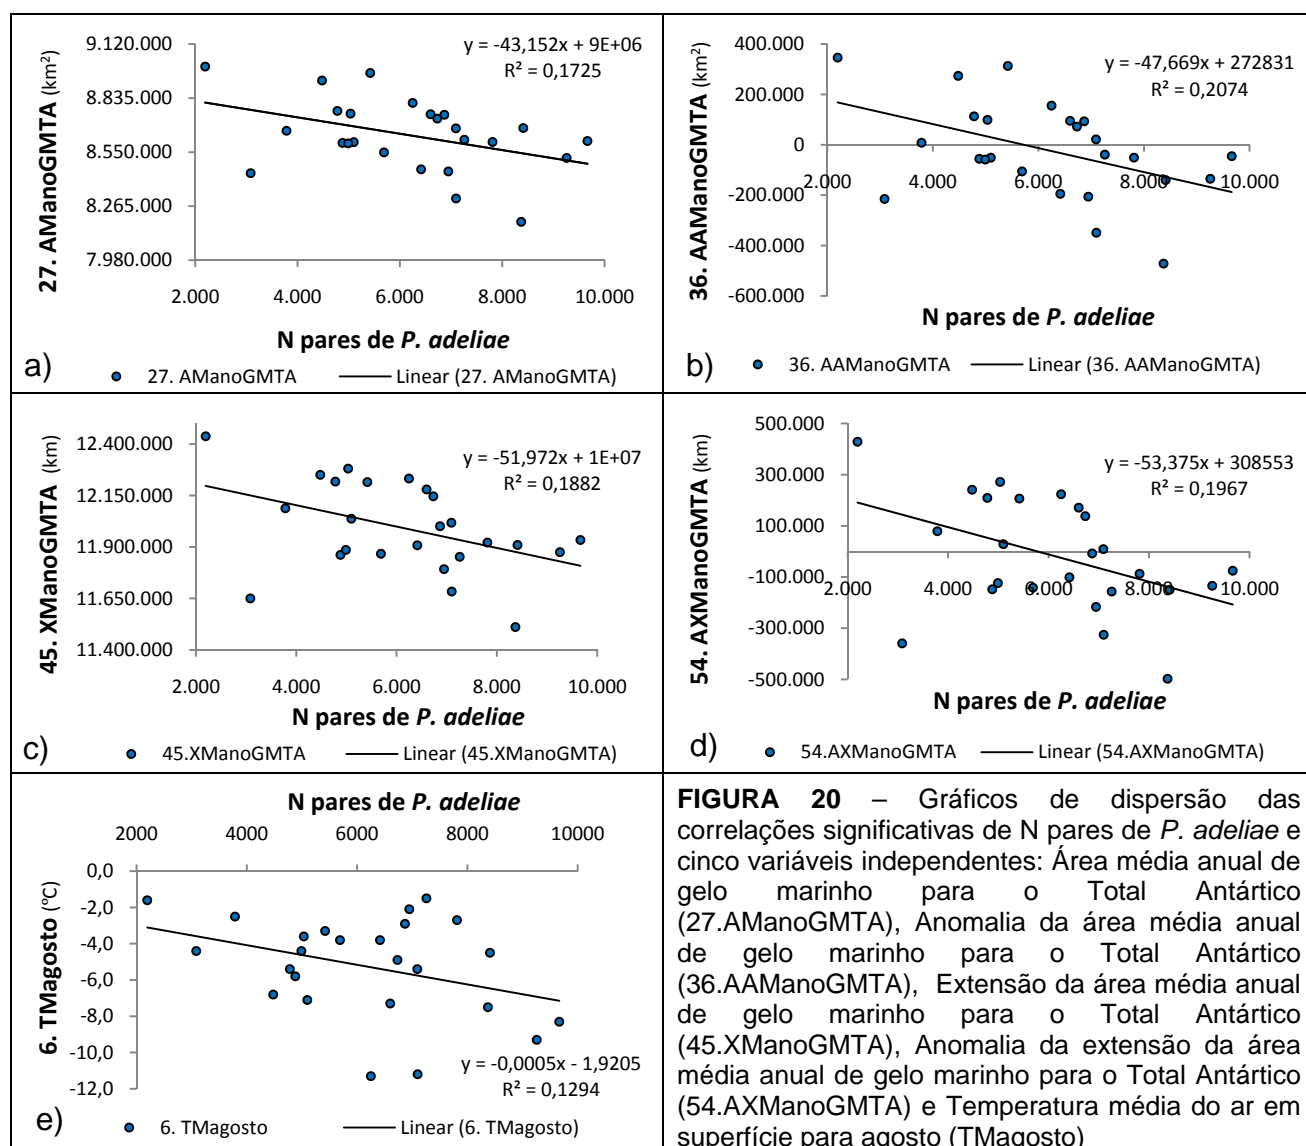 9.120.000
8.835.000
8.550.000
8.265.000
7.980.000
27. AManoGMTA (km²)
y = -43,152x + 9E+06
R² = 0,1725
2.000 4.000 6.000 8.000 10.000
N pares de P. adeliae
a)
27. AManoGMTA Linear (27. AManoGMTA)
400.000
200.000
0
-200.000
-400.000
-600.000
36. AAManoGMTA (km²)
y = -47,669x + 272831
R² = 0,2074
2.000 4.000 6.000 8.000 10.000
N pares de P. adeliae
b)
36. AAManoGMTA Linear (36. AAManoGMTA)
12.400.000
12.150.000
11.900.000
11.650.000
11.400.000
45. XManoGMTA (km)
y = -51,972x + 1E+07
R² = 0,1882
2.000 4.000 6.000 8.000 10.000
N pares de P. adeliae
c)
45.XManoGMTA Linear (45.XManoGMTA)
500.000
300.000
100.000
-100.000
-300.000
-500.000
54. AXManoGMTA (km)
y = -53,375x + 308553
R² = 0,1967
2.000 4.000 6.000 8.000 10.000
N pares de P. adeliae
d)
54.AXManoGMTA Linear (54.AXManoGMTA)
N pares de P. adeliae
2000 4000 6000 8000 10000
0,0
-2,0
-4,0
-6,0
-8,0
-10,0
-12,0
6. TMagosto (ºC)
y = -0,0005x - 1,9205
R² = 0,1294
e)
6. TMagosto Linear (6. TMagosto)
FIGURA 20 – Gráficos de dispersão das
correlações significativas de N pares de P. adeliae e
cinco variáveis independentes: Área média anual de
gelo marinho para o Total Antártico
(27.AManoGMTA), Anomalia da área média anual
de gelo marinho para o Total Antártico
(36.AAManoGMTA), Extensão da área média anual
de gelo marinho para o Total Antártico
(45.XManoGMTA), Anomalia da extensão da área
média anual de gelo marinho para o Total Antártico
(54.AXManoGMTA) e Temperatura média do ar em
superfície para agosto (TMagosto)